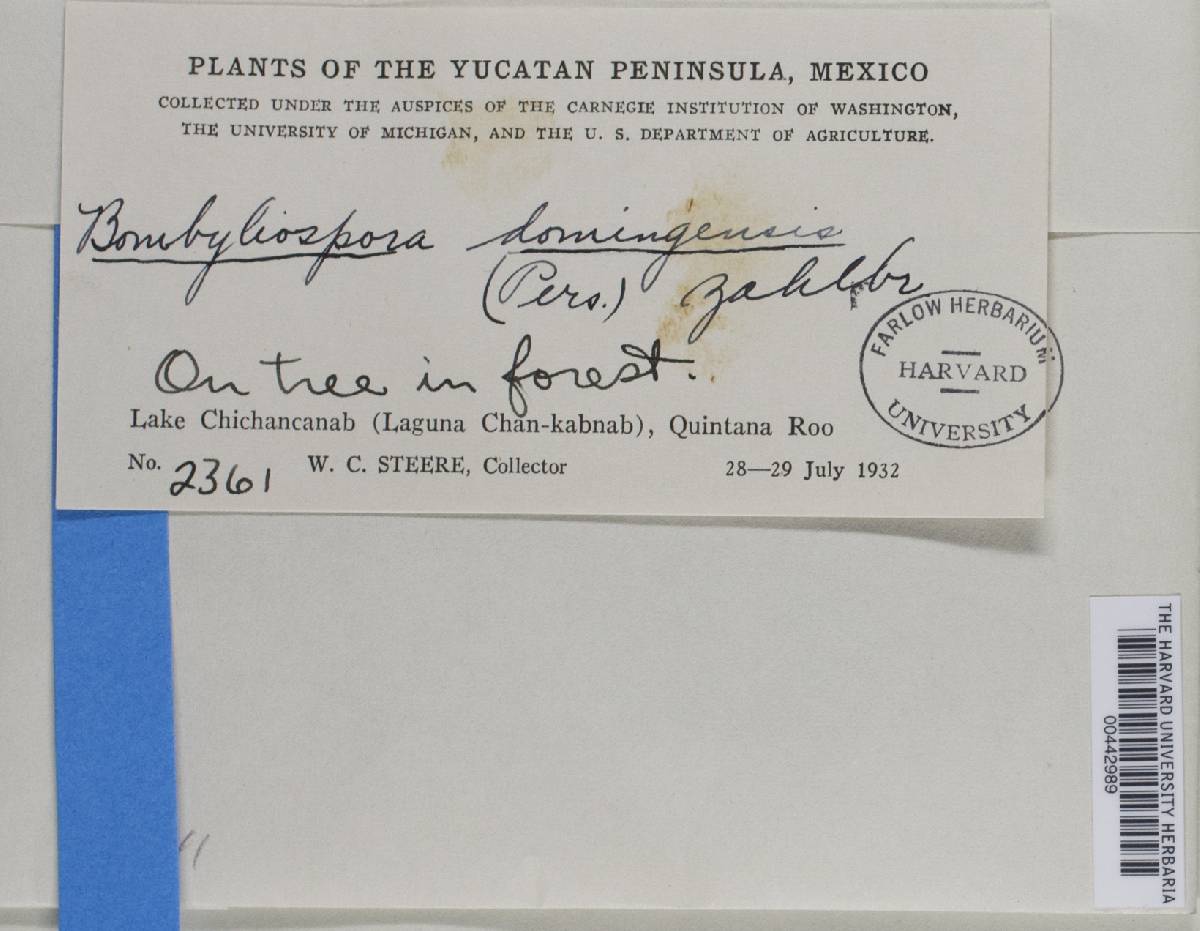 PLANTS OF THE YUCATAN PENINSULA, MEXICO
COLLECTED UNDER THE AUSPICES OF THE CARNEGIE INSTITUTION OF WASHINGTON,
THE UNIVERSITY OF MICHIGAN, AND THE U. S. DEPARTMENT OF AGRICULTURE.
Bombyliospora domingensis
(Pers.) Zahlbr
On tree in forest.
Lake Chichancanab (Laguna Chan-kabnab), Quintana Roo
No. 2361 W. C. STEERE, Collector 28—29 July 1932
FARLOW HERBARIUM
HARVARD
UNIVERSITY
THE HARVARD UNIVERSITY HERBARIA
00442989